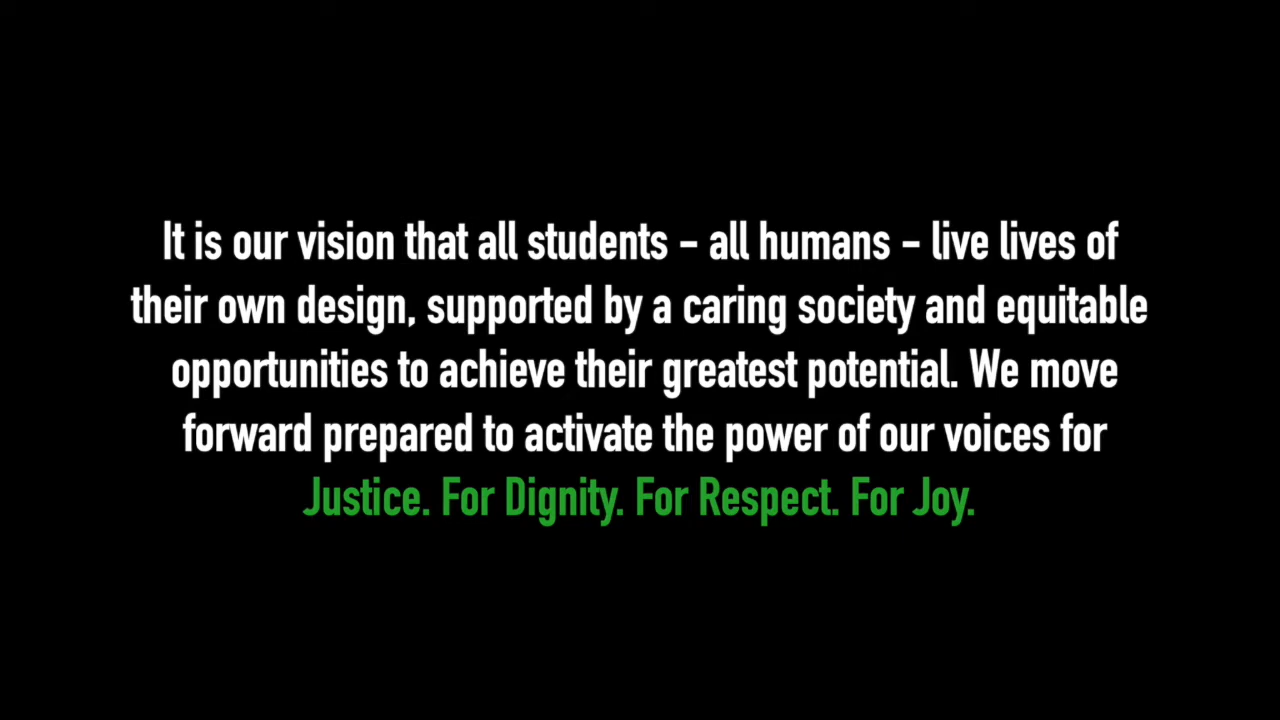 It is our vision that all students – all humans – live lives of
their own design, supported by a caring society and equitable
opportunities to achieve their greatest potential. We move
forward prepared to activate the power of our voices for
Justice. For Dignity. For Respect. For Joy.